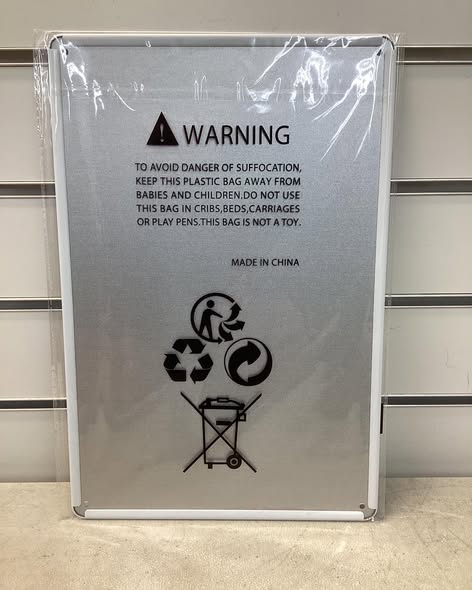 WARNING
TO AVOID DANGER OF SUFFOCATION,
KEEP THIS PLASTIC BAG AWAY FROM
BABIES AND CHILDREN.DO NOT USE
THIS BAG IN CRIBS,BEDS,CARRIAGES
OR PLAY PENS.THIS BAG IS NOT A TOY.
MADE IN CHINA